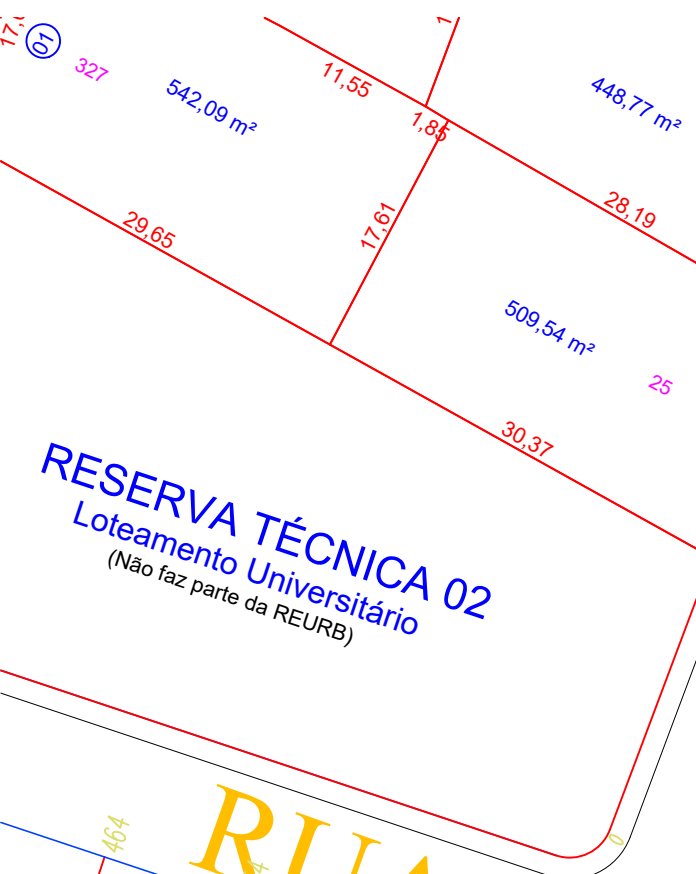 01
327
542,09 m²
11,55
1,85
448,77 m²
28,19
29,65
17,61
509,54 m²
25
30,37
RESERVA TÉCNICA 02
Loteamento Universitário
(Não faz parte da REURB)
464
0